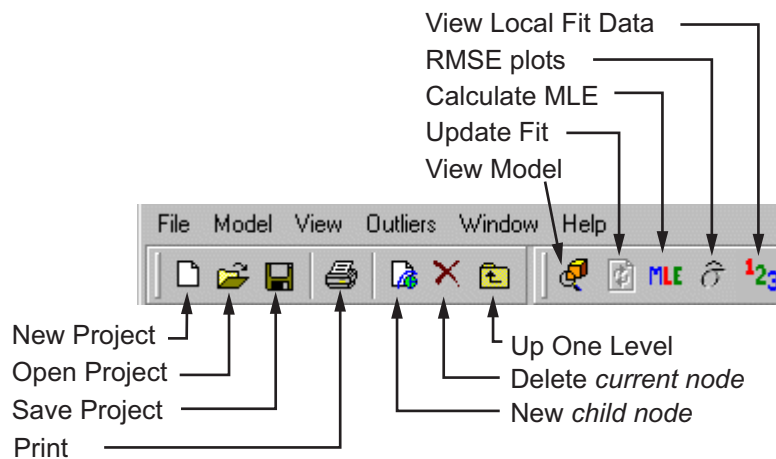 View Local Fit Data
RMSE plots
Calculate MLE
Update Fit
View Model
File Model View Outliers Window Help
MLE σ̂ 123
New Project
Open Project
Save Project
Print
Up One Level
Delete current node
New child node